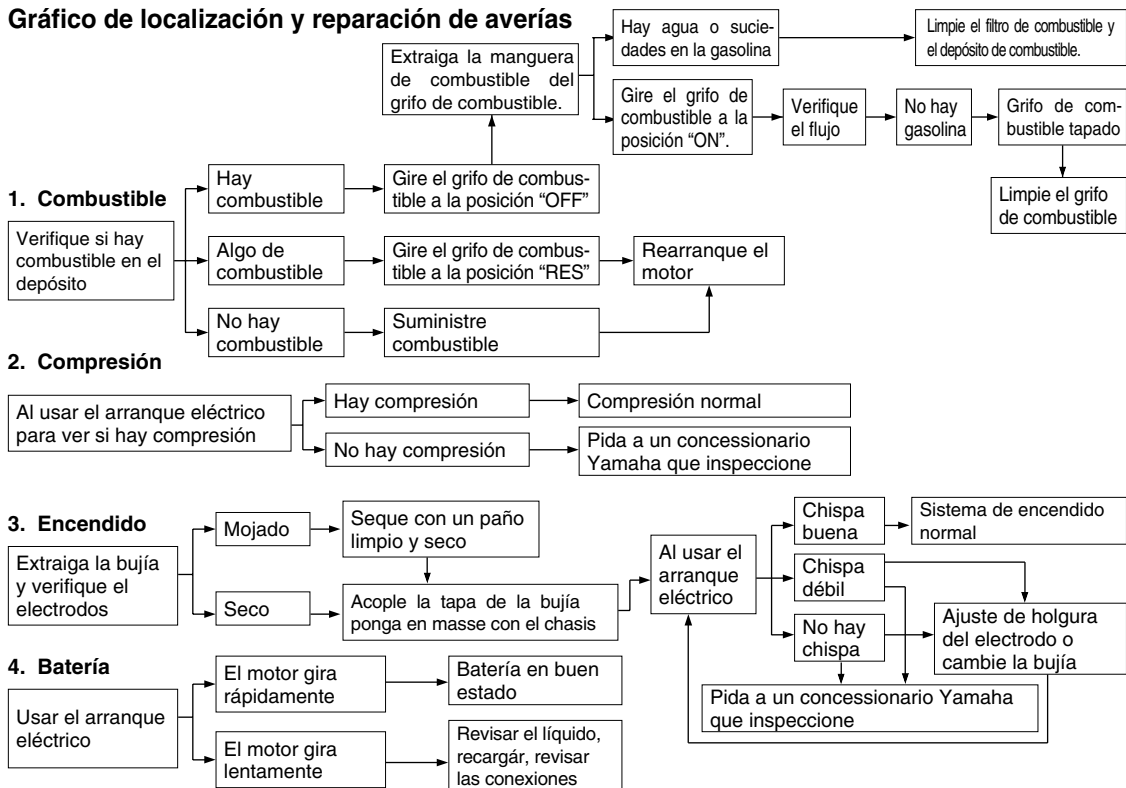 Gráfico de localización y reparación de averías
Extraiga la manguera
de combustible del
grifo de combustible.
Hay agua o sucie-
dades en la gasolina
Limpie el filtro de combustible y
el depósito de combustible.
Gire el grifo de
combustible a la
posición “ON”.
Verifique
el flujo
No hay
gasolina
Grifo de com-
bustible tapado
Limpie el grifo
de combustible
1. Combustible
Verifique si hay
combustible en el
depósito
Hay
combustible
Gire el grifo de combus-
tible a la posición “OFF”
Algo de
combustible
Gire el grifo de combus-
tible a la posición “RES”
Rearranque el
motor
No hay
combustible
Suministre
combustible
2. Compresión
Al usar el arranque eléctrico
para ver si hay compresión
Hay compresión
Compresión normal
No hay compresión
Pida a un concessionario
Yamaha que inspeccione
3. Encendido
Extraiga la bujía
y verifique el
electrodos
Mojado
Seque con un paño
limpio y seco
Seco
Acople la tapa de la bujía
ponga en masse con el chasis
Al usar el
arranque
eléctrico
Chispa
buena
Sistema de encendido
normal
Chispa
débil
No hay
chispa
Ajuste de holgura
del electrodo o
cambie la bujía
Pida a un concessionario Yamaha
que inspeccione
4. Batería
Usar el arranque
eléctrico
El motor gira
rápidamente
Batería en buen
estado
El motor gira
lentamente
Revisar el líquido,
recargár, revisar
las conexiones